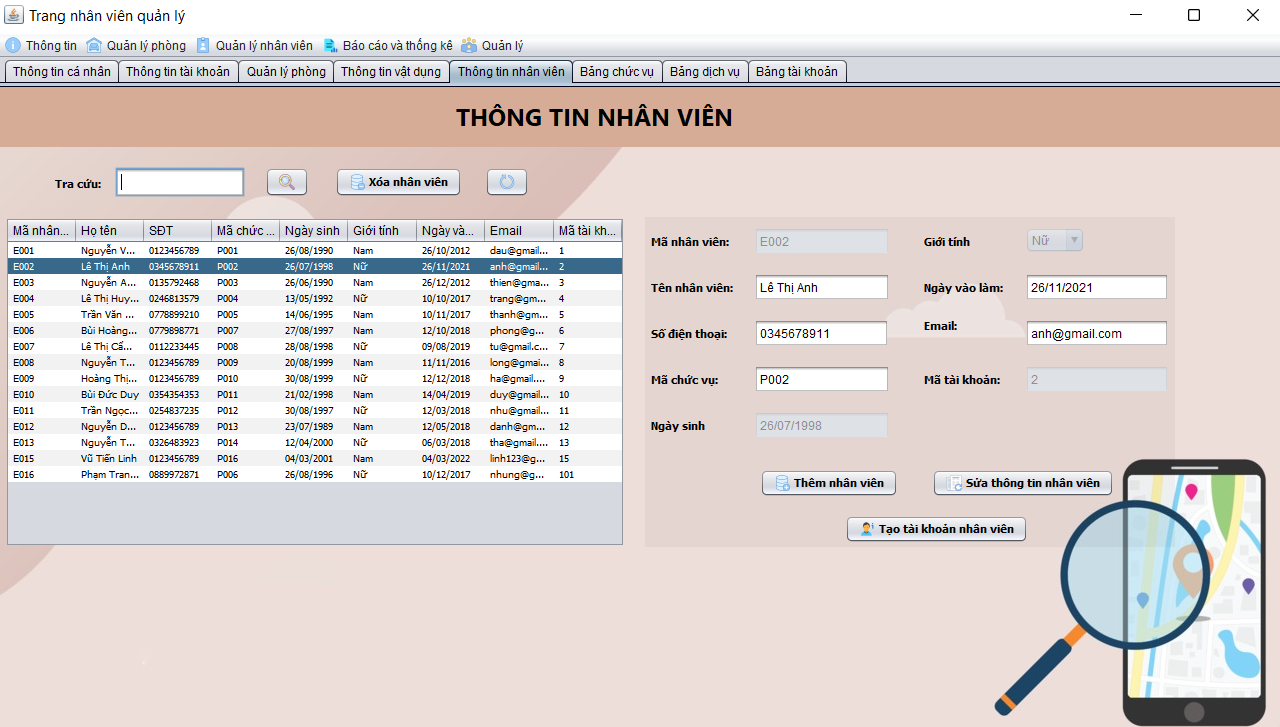 Trang nhân viên quản lý
Thông tin Quản lý phòng Quản lý nhân viên Báo cáo và thống kê Quản lý
Thông tin cá nhân Thông tin tài khoản Quản lý phòng Thông tin vật dụng Thông tin nhân viên Bảng chức vụ Bảng dịch vụ Bảng tài khoản
THÔNG TIN NHÂN VIÊN
Tra cứu: Xóa nhân viên
Mã nhân... Họ tên SĐT Mã chức ... Ngày sinh Giới tính Ngày và... Email Mã tài kh...
E001 Nguyễn V... 0123456789 P001 26/08/1990 Nam 26/10/2012 dau@gmail... 1
E002 Lê Thị Anh 0345678911 P002 26/07/1998 Nữ 26/11/2021 anh@gmail... 2
E003 Nguyễn A... 0135792468 P003 26/06/1990 Nam 26/12/2012 thien@gma... 3
E004 Lê Thị Huy... 0246813579 P004 13/05/1992 Nữ 10/10/2017 trang@gm... 4
E005 Trần Văn ... 0778899210 P005 14/06/1995 Nam 10/11/2017 thanh@gm... 5
E006 Bùi Hoàng... 0779898771 P007 27/08/1997 Nam 12/10/2018 phong@g... 6
E007 Lê Thị Cẩ... 0112233445 P008 28/08/1998 Nữ 09/08/2019 tu@gmail.c... 7
E008 Nguyễn T... 0123456789 P009 20/08/1999 Nam 11/11/2016 long@gmai... 8
E009 Hoàng Thị... 0123456789 P010 30/08/1999 Nữ 12/12/2018 ha@gmail.... 9
E010 Bùi Đức Duy 0354354353 P011 21/02/1998 Nam 14/04/2019 duy@gmail... 10
E011 Trần Ngọc... 0254837235 P012 30/08/1997 Nữ 12/03/2018 nhu@gmail... 11
E012 Nguyễn D... 0123456789 P013 23/07/1989 Nam 12/05/2018 danh@gm... 12
E013 Nguyễn T... 0326483923 P014 12/04/2000 Nữ 06/03/2018 tha@gmail.... 13
E015 Vũ Tiến Linh 0123456789 P016 04/03/2001 Nam 04/03/2022 linh123@g... 15
E016 Phạm Tran... 0889972871 P006 26/08/1996 Nữ 10/12/2017 nhung@g... 101
Mã nhân viên: E002 Giới tính Nữ
Tên nhân viên: Lê Thị Anh Ngày vào làm: 26/11/2021
Số điện thoại: 0345678911 Email: anh@gmail.com
Mã chức vụ: P002 Mã tài khoản: 2
Ngày sinh 26/07/1998
Thêm nhân viên Sửa thông tin nhân viên
Tạo tài khoản nhân viên